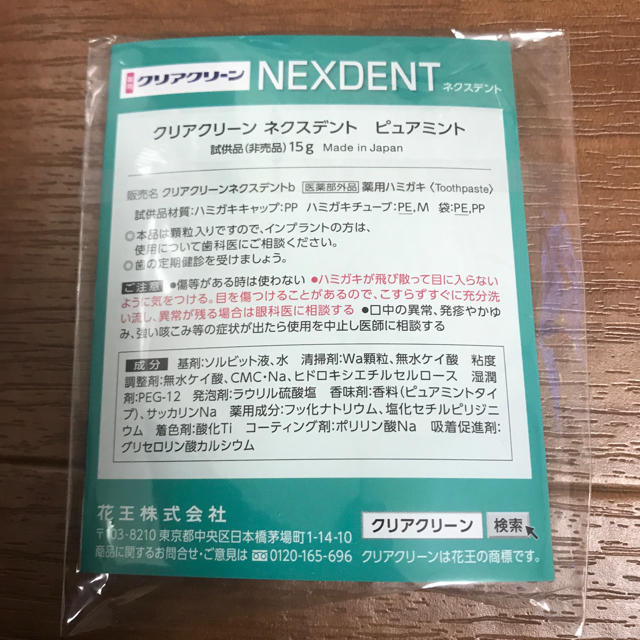 薬用 クリアクリーン NEXDENT ネクスデント
クリアクリーン ネクスデント ピュアミント
試供品(非売品)15g Made in Japan
販売名 クリアクリーンネクスデントb 医薬部外品 薬用ハミガキ〈Toothpaste〉
試供品材質:ハミガキキャップ:PP ハミガキチューブ:PE,M 袋:PE,PP
◎本品は顆粒入りですので、インプラントの方は、
使用について歯科医にご相談ください。
◎歯の定期健診を受けましょう。
ご注意 ●傷等がある時は使わない ●ハミガキが飛び散って目に入らない
ように気をつける。目を傷つけることがあるので、こすらずすぐに充分洗
い流し、異常が残る場合は眼科医に相談する ●口中の異常、発疹やかゆ
み、強い咳こみ等の症状が出たら使用を中止し医師に相談する
成分 基剤:ソルビット液、水 清掃剤:Wa顆粒、無水ケイ酸 粘度
調整剤:無水ケイ酸、CMC・Na、ヒドロキシエチルセルロース 湿潤
剤:PEG-12 発泡剤:ラウリル硫酸塩 香味剤:香料(ピュアミントタイ
プ)、サッカリンNa 薬用成分:フッ化ナトリウム、塩化セチルピリジニ
ウム 着色剤:酸化Ti コーティング剤:ポリリン酸Na 吸着促進剤:
グリセロリン酸カルシウム
花王株式会社
〒103-8210 東京都中央区日本橋茅場町1-14-10
商品に関するお問合せ・ご意見は 0120-165-696
クリアクリーン 検索
クリアクリーンは花王の商標です。